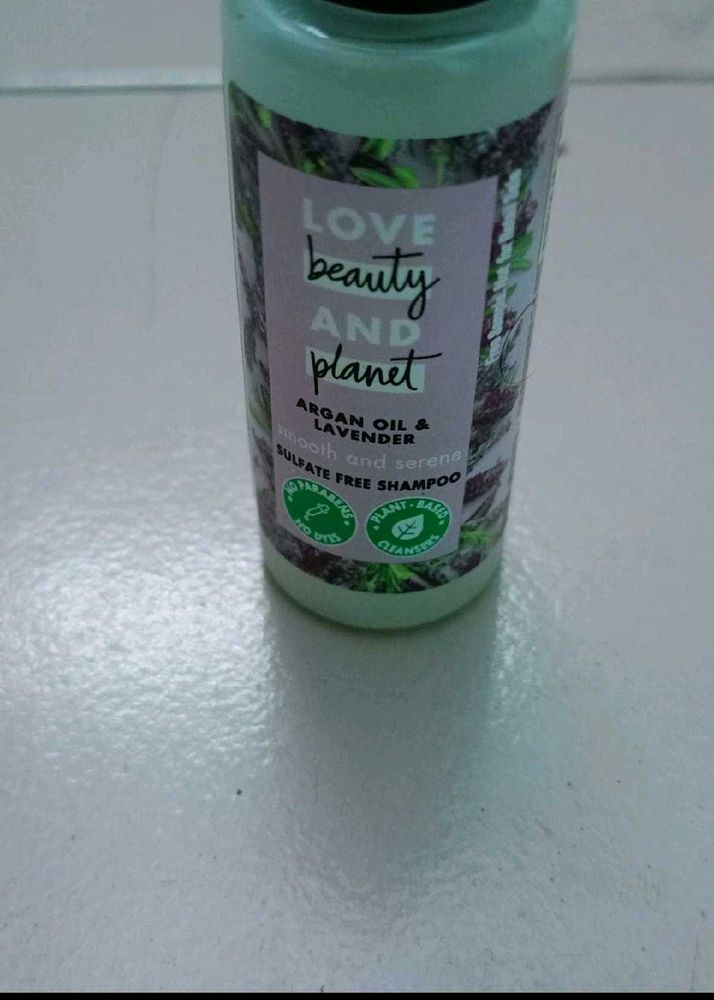 LOVE
beauty
AND
planet
ARGAN OIL &
LAVENDER
smooth and serene
SULFATE FREE SHAMPOO
NO PARABENS
NO DYES
PLANT-BASED
CLEANSERS